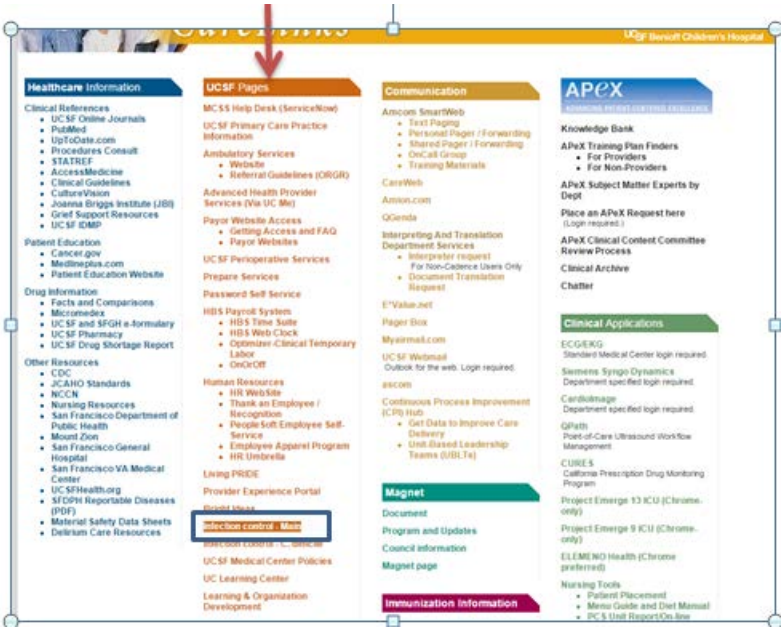 CareLinks
UCSF Benioff Children's Hospital
Healthcare Information
Clinical References
UCSF Online Journals
PubMed
UpToDate.com
Procedures Consult
STATREF
AccessMedicine
Clinical Guidelines
CultureVision
Joanna Briggs Institute (JBI)
Grief Support Resources
UCSF IDMP
Patient Education
Cancer.gov
Medlineplus.com
Patient Education Website
Drug Information
Facts and Comparisons
Micromedex
UCSF and SFGH e-formulary
UCSF Pharmacy
UCSF Drug Shortage Report
Other Resources
CDC
JCAHO Standards
NCCN
Nursing Resources
San Francisco Department of
Public Health
Mount Zion
San Francisco General
Hospital
San Francisco VA Medical
Center
UCSFHealth.org
SFDPH Reportable Diseases
(PDF)
Material Safety Data Sheets
Delirium Care Resources
UCSF Pages
MCSS Help Desk (ServiceNow)
UCSF Primary Care Practice
Information
Ambulatory Services
Website
Referral Guidelines (ORGR)
Advanced Health Provider
Services (Via UC Me)
Payor Website Access
Getting Access and FAQ
Payor Websites
UCSF Perioperative Services
Prepare Services
Password Self Service
HBS Payroll System
HBS Time Suite
HBS Web Clock
Optimizer-Clinical Temporary
Labor
OnCrOff
Human Resources
HR WebSite
Thank an Employee /
Recognition
PeopleSoft Employee Self-
Service
Employee Apparel Program
HR Umbrella
Living PRIDE
Provider Experience Portal
Bright Ideas
Infection control - Main
Infection control - C. difficile
UCSF Medical Center Policies
UC Learning Center
Learning & Organization
Development
Communication
Amcom SmartWeb
Text Paging
Personal Pager / Forwarding
Shared Pager / Forwarding
OnCall Group
Training Materials
CareWeb
Amion.com
QGenda
Interpreting And Translation
Department Services
Interpreter request
For Non-Cadence Users Only
Document Translation
Request
E*Value.net
Pager Box
Myairmail.com
UCSF Webmail
Outlook for the web. Login required.
ascom
Continuous Process Improvement
(CPI) Hub
Get Data to Improve Care
Delivery
Unit-Based Leadership
Teams (UBLTs)
Magnet
Document
Program and Updates
Council information
Magnet page
Immunization Information
APeX
ADVANCING PATIENT-CENTERED EXCELLENCE
Knowledge Bank
APeX Training Plan Finders
For Providers
For Non-Providers
APeX Subject Matter Experts by
Dept
Place an APeX Request here
(Login required.)
APeX Clinical Content Committee
Review Process
Clinical Archive
Chatter
Clinical Applications
ECG/EKG
Standard Medical Center login required.
Siemens Syngo Dynamics
Department specified login required.
CardioImage
Department specified login required.
QPath
Point-of-Care Ultrasound Workflow
Management
CURES
California Prescription Drug Monitoring
Program
Project Emerge 13 ICU (Chrome-
only)
Project Emerge 9 ICU (Chrome-
only)
ELEMENO Health (Chrome
preferred)
Nursing Tools
Patient Placement
Menu Guide and Diet Manual
PCS Unit Report/On-line